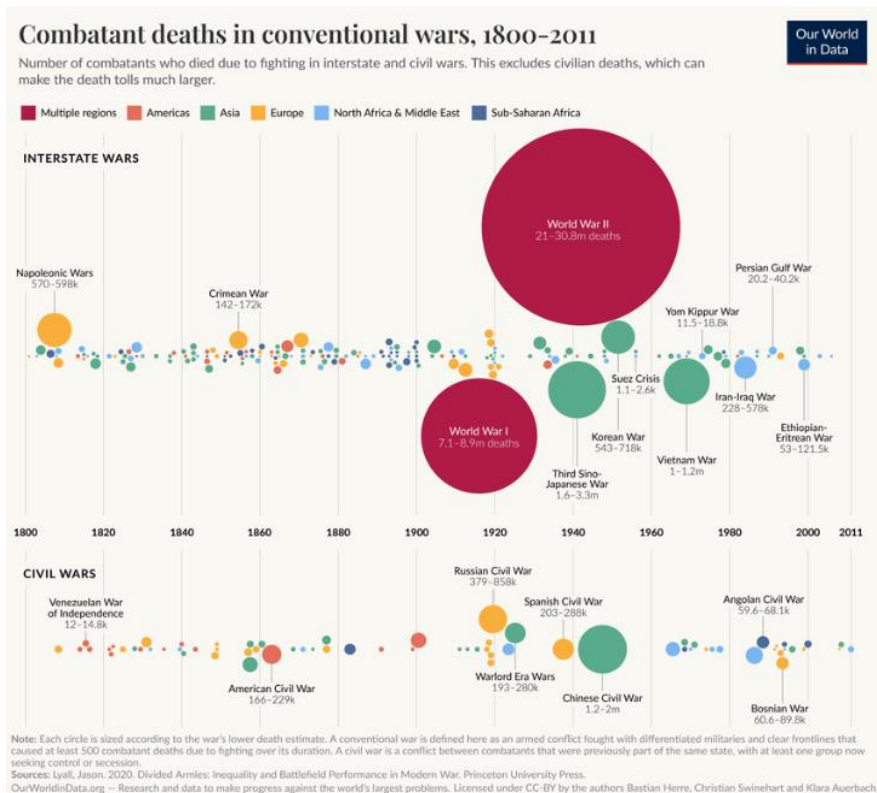 Combatant deaths in conventional wars, 1800-2011
Our World
in Data
Number of combatants who died due to fighting in interstate and civil wars. This excludes civilian deaths, which can
make the death tolls much larger.
Multiple regions
Americas
Asia
Europe
North Africa & Middle East
Sub-Saharan Africa
INTERSTATE WARS
World War II
21–30.8m deaths
Napoleonic Wars
570–598k
Crimean War
142–172k
Persian Gulf War
20.2–40.2k
Yom Kippur War
11.5–18.8k
Suez Crisis
1.1–2.6k
Iran-Iraq War
228–578k
World War I
7.1–8.9m deaths
Korean War
543–718k
Ethiopian-
Eritrean War
53–121.5k
Vietnam War
1–1.2m
Third Sino-
Japanese War
1.6–3.3m
1800
1820
1840
1860
1880
1900
1920
1940
1960
1980
2000
2011
CIVIL WARS
Russian Civil War
379–858k
Venezuelan War
of Independence
12–14.8k
Spanish Civil War
203–288k
Angolan Civil War
59.6–68.1k
American Civil War
166–229k
Warlord Era Wars
193–280k
Chinese Civil War
1.2–2m
Bosnian War
60.6–89.8k
Note: Each circle is sized according to the war's lower death estimate. A conventional war is defined here as an armed conflict fought with differentiated militaries and clear frontlines that
caused at least 500 combatant deaths due to fighting over its duration. A civil war is a conflict between combatants that were previously part of the same state, with at least one group now
seeking control or secession.
Sources: Lyall, Jason. 2020. Divided Armies: Inequality and Battlefield Performance in Modern War. Princeton University Press.
OurWorldinData.org — Research and data to make progress against the world's largest problems. Licensed under CC-BY by the authors Bastian Herre, Christian Swinehart and Klara Auerbach